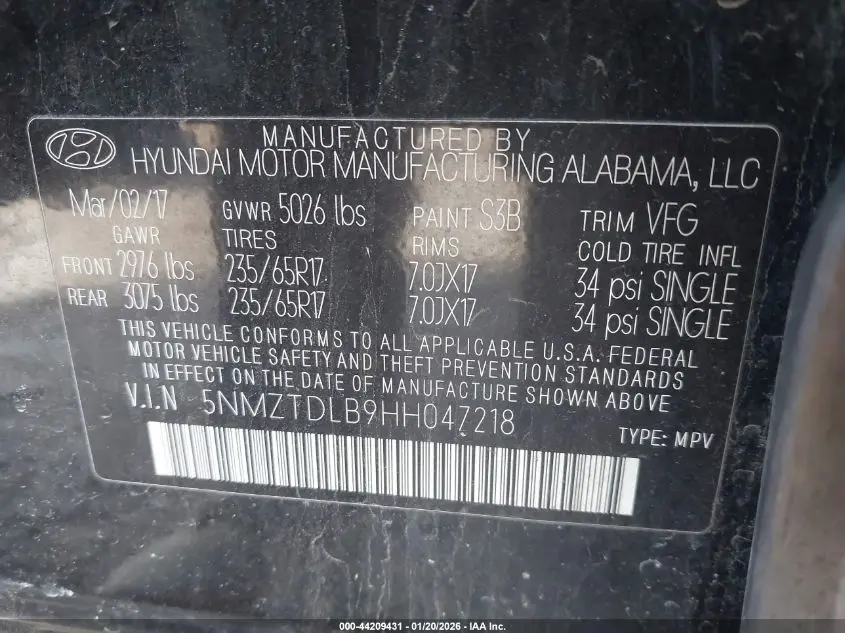 MANUFACTURED BY
HYUNDAI MOTOR MANUFACTURING ALABAMA, LLC
Mar/02/17 GVWR 5026 lbs PAINT S3B TRIM VFG
GAWR TIRES RIMS COLD TIRE INFL
FRONT 2976 lbs 235/65R17 7.0JX17 34 psi SINGLE
REAR 3075 lbs 235/65R17 7.0JX17 34 psi SINGLE
THIS VEHICLE CONFORMS TO ALL APPLICABLE U.S.A. FEDERAL
MOTOR VEHICLE SAFETY AND THEFT PREVENTION STANDARDS
IN EFFECT ON THE DATE OF MANUFACTURE SHOWN ABOVE
V.I.N 5NMZTDLB9HH047218
TYPE: MPV
000-44209431 - 01/20/2026 - IAA Inc.